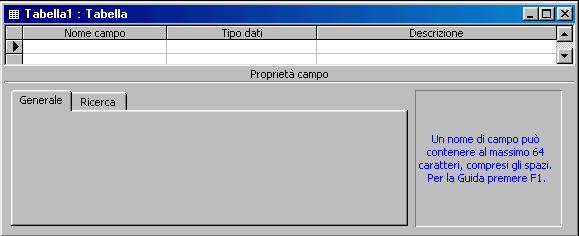 Tabella1 : Tabella
Nome campo Tipo dati Descrizione
Proprietà campo
Generale Ricerca
Un nome di campo può
contenere al massimo 64
caratteri, compresi gli spazi.
Per la Guida premere F1.